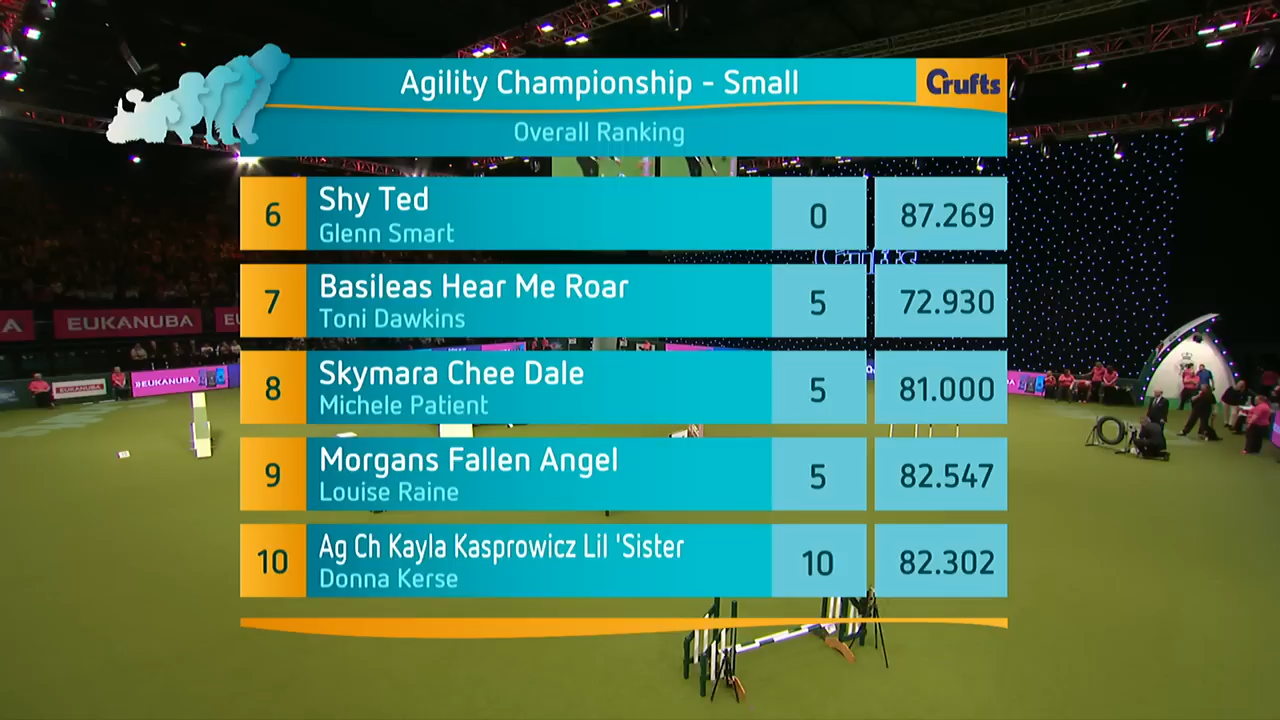 Agility Championship - Small
Crufts
Overall Ranking
6
Shy Ted
Glenn Smart
0
87.269
7
Basileas Hear Me Roar
Toni Dawkins
5
72.930
8
Skymara Chee Dale
Michele Patient
5
81.000
9
Morgans Fallen Angel
Louise Raine
5
82.547
10
Ag Ch Kayla Kasprowicz Lil 'Sister
Donna Kerse
10
82.302
A
EUKANUBA
EU
EUKANUBA
EUKANUBA